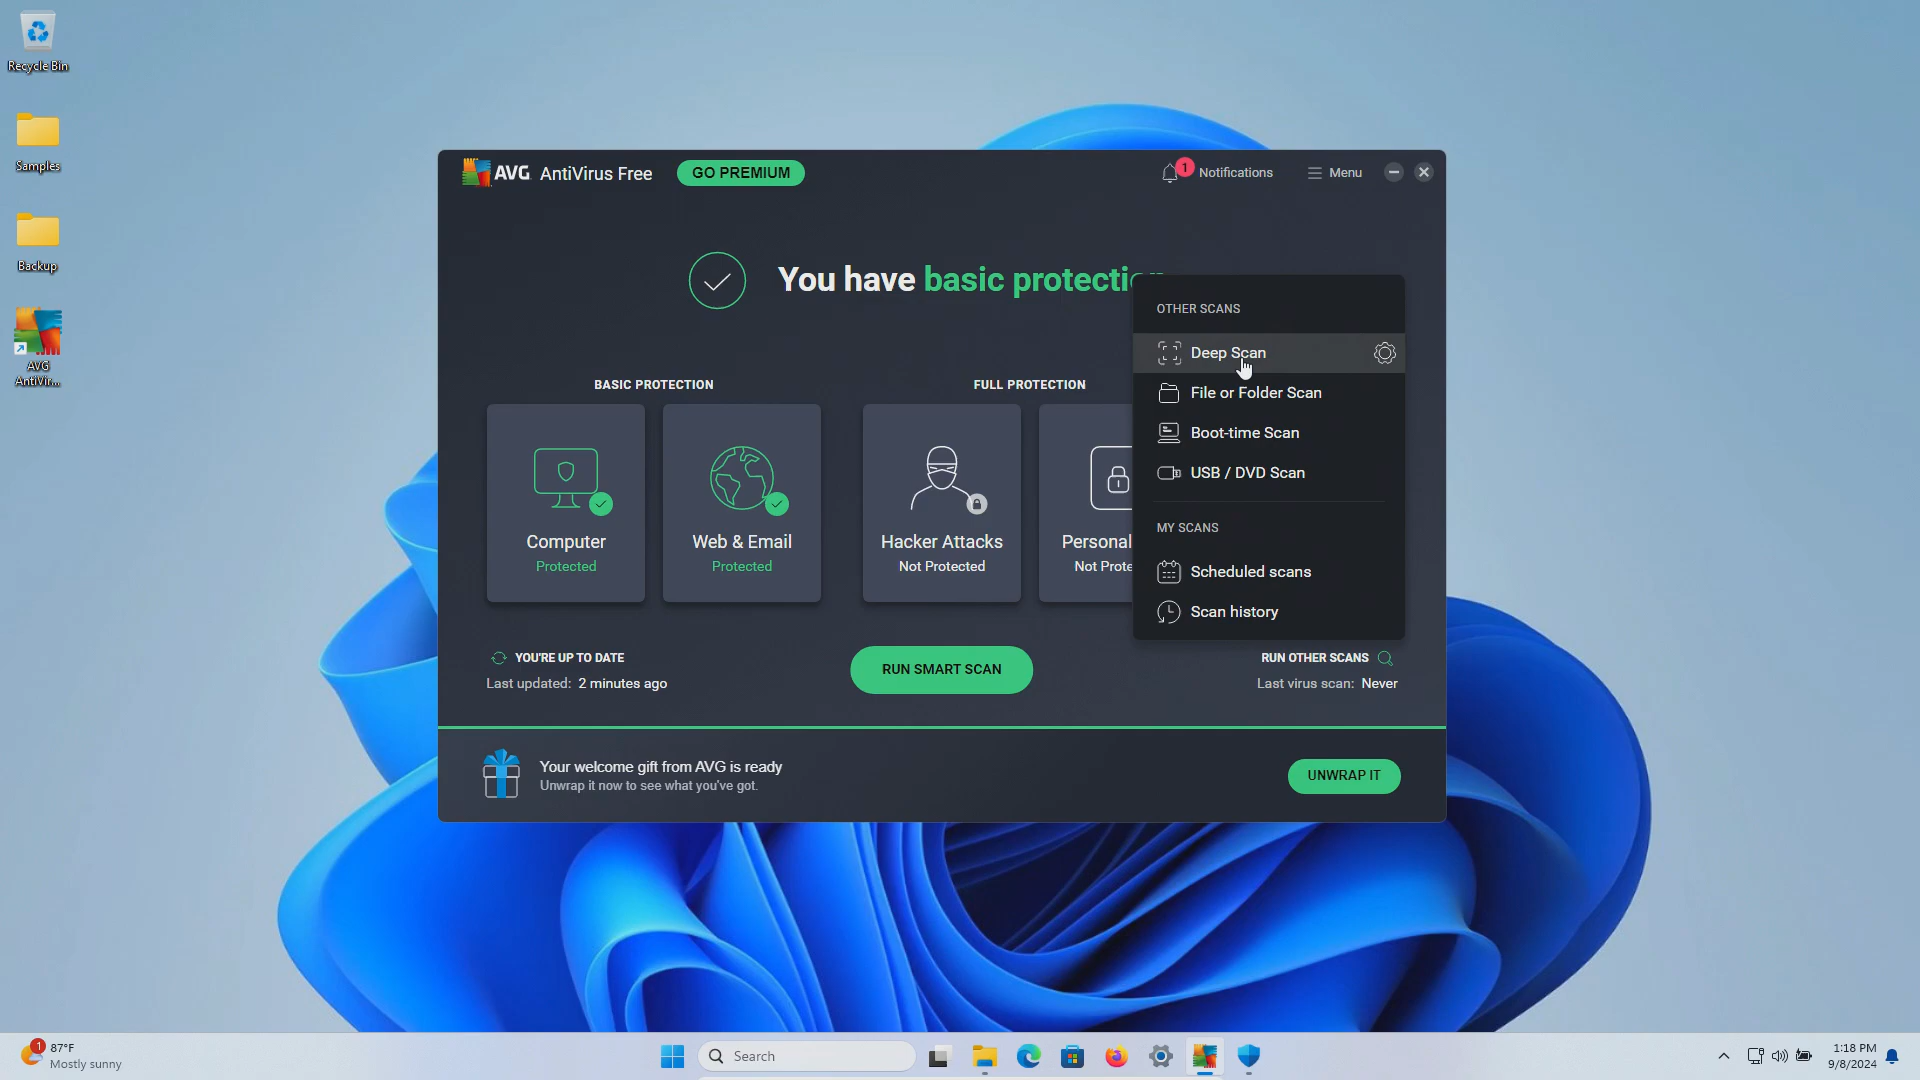 Recycle Bin
Samples
Backup
AVG
AntiVir...
AVG AntiVirus Free
GO PREMIUM
1
Notifications
Menu
You have basic protection
BASIC PROTECTION
FULL PROTECTION
Computer
Protected
Web & Email
Protected
Hacker Attacks
Not Protected
Personal
Not Prote
OTHER SCANS
Deep Scan
File or Folder Scan
Boot-time Scan
USB / DVD Scan
MY SCANS
Scheduled scans
Scan history
YOU'RE UP TO DATE
Last updated: 2 minutes ago
RUN SMART SCAN
RUN OTHER SCANS
Last virus scan: Never
Your welcome gift from AVG is ready
Unwrap it now to see what you've got.
UNWRAP IT
1
87°F
Mostly sunny
Search
1:18 PM
9/8/2024